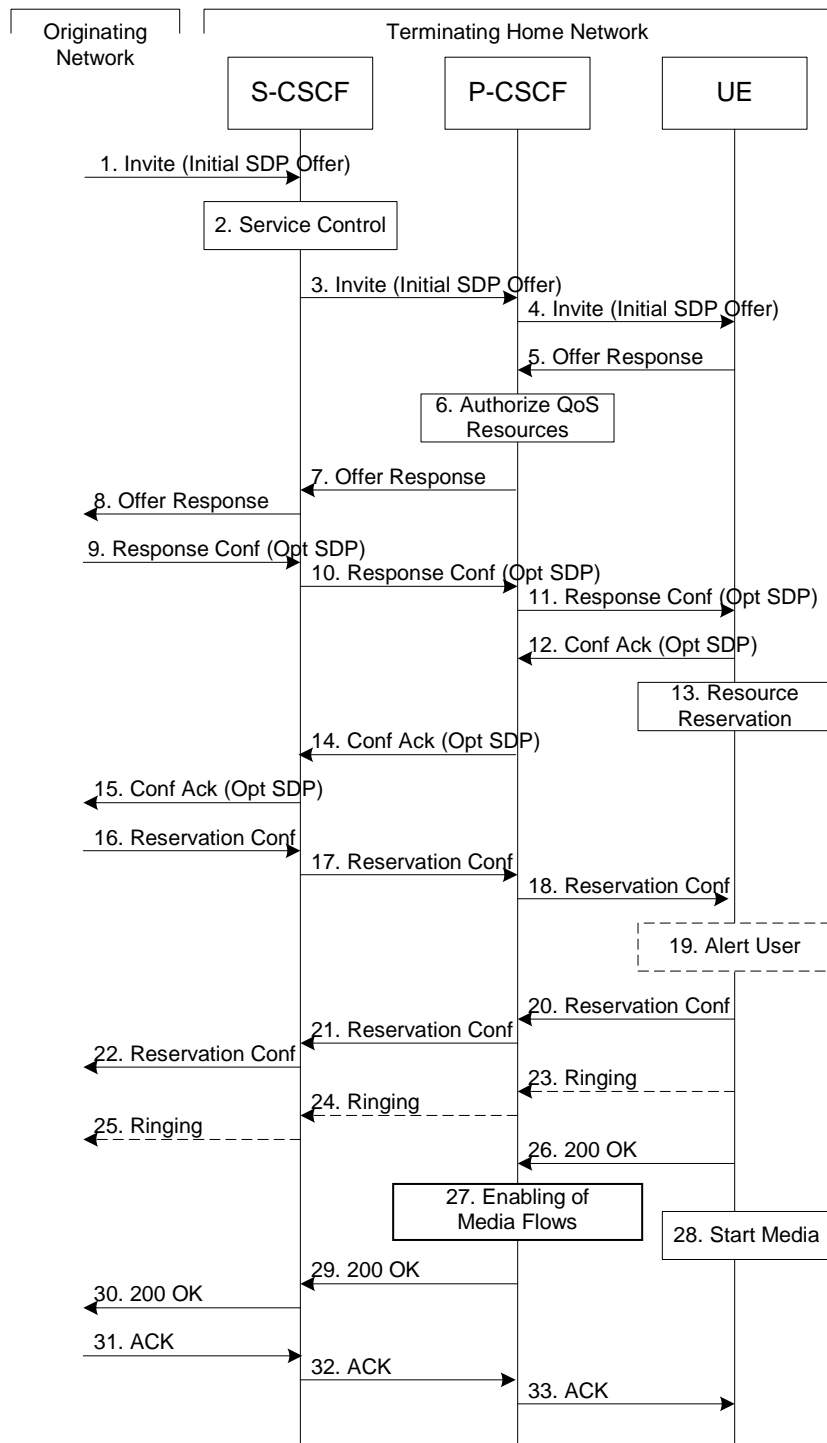 Originating
Network
Terminating Home Network
S-CSCF
P-CSCF
UE
1. Invite (Initial SDP Offer)
2. Service Control
3. Invite (Initial SDP Offer)
4. Invite (Initial SDP Offer)
5. Offer Response
6. Authorize QoS
Resources
7. Offer Response
8. Offer Response
9. Response Conf (Opt SDP)
10. Response Conf (Opt SDP)
11. Response Conf (Opt SDP)
12. Conf Ack (Opt SDP)
13. Resource
Reservation
14. Conf Ack (Opt SDP)
15. Conf Ack (Opt SDP)
16. Reservation Conf
17. Reservation Conf
18. Reservation Conf
19. Alert User
20. Reservation Conf
21. Reservation Conf
22. Reservation Conf
23. Ringing
24. Ringing
25. Ringing
26. 200 OK
27. Enabling of
Media Flows
28. Start Media
29. 200 OK
30. 200 OK
31. ACK
32. ACK
33. ACK